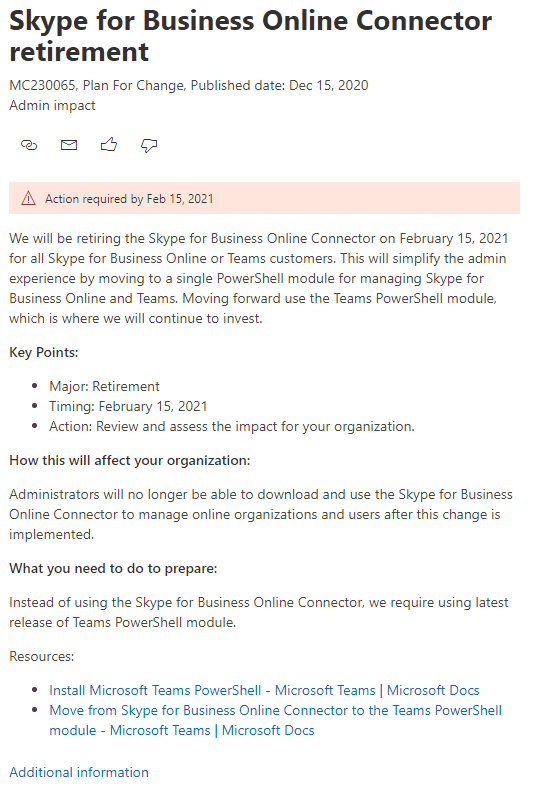 Skype for Business Online Connector
retirement
MC230065, Plan For Change, Published date: Dec 15, 2020
Admin impact
Action required by Feb 15, 2021
We will be retiring the Skype for Business Online Connector on February 15, 2021
for all Skype for Business Online or Teams customers. This will simplify the admin
experience by moving to a single PowerShell module for managing Skype for
Business Online and Teams. Moving forward use the Teams PowerShell module,
which is where we will continue to invest.
Key Points:
• Major: Retirement
• Timing: February 15, 2021
• Action: Review and assess the impact for your organization.
How this will affect your organization:
Administrators will no longer be able to download and use the Skype for Business
Online Connector to manage online organizations and users after this change is
implemented.
What you need to do to prepare:
Instead of using the Skype for Business Online Connector, we require using latest
release of Teams PowerShell module.
Resources:
• Install Microsoft Teams PowerShell - Microsoft Teams | Microsoft Docs
• Move from Skype for Business Online Connector to the Teams PowerShell
module - Microsoft Teams | Microsoft Docs
Additional information